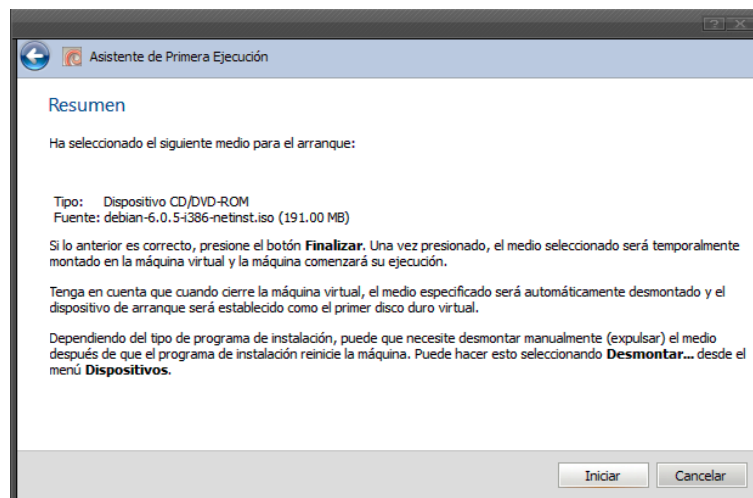 Asistente de Primera Ejecución
Resumen
Ha seleccionado el siguiente medio para el arranque:
Tipo: Dispositivo CD/DVD-ROM
Fuente: debian-6.0.5-i386-netinst.iso (191.00 MB)
Si lo anterior es correcto, presione el botón Finalizar. Una vez presionado, el medio seleccionado será temporalmente
montado en la máquina virtual y la máquina comenzará su ejecución.
Tenga en cuenta que cuando cierre la máquina virtual, el medio especificado será automáticamente desmontado y el
dispositivo de arranque será establecido como el primer disco duro virtual.
Dependiendo del tipo de programa de instalación, puede que necesite desmontar manualmente (expulsar) el medio
después de que el programa de instalación reinicie la máquina. Puede hacer esto seleccionando Desmontar... desde el
menú Dispositivos.
Iniciar Cancelar